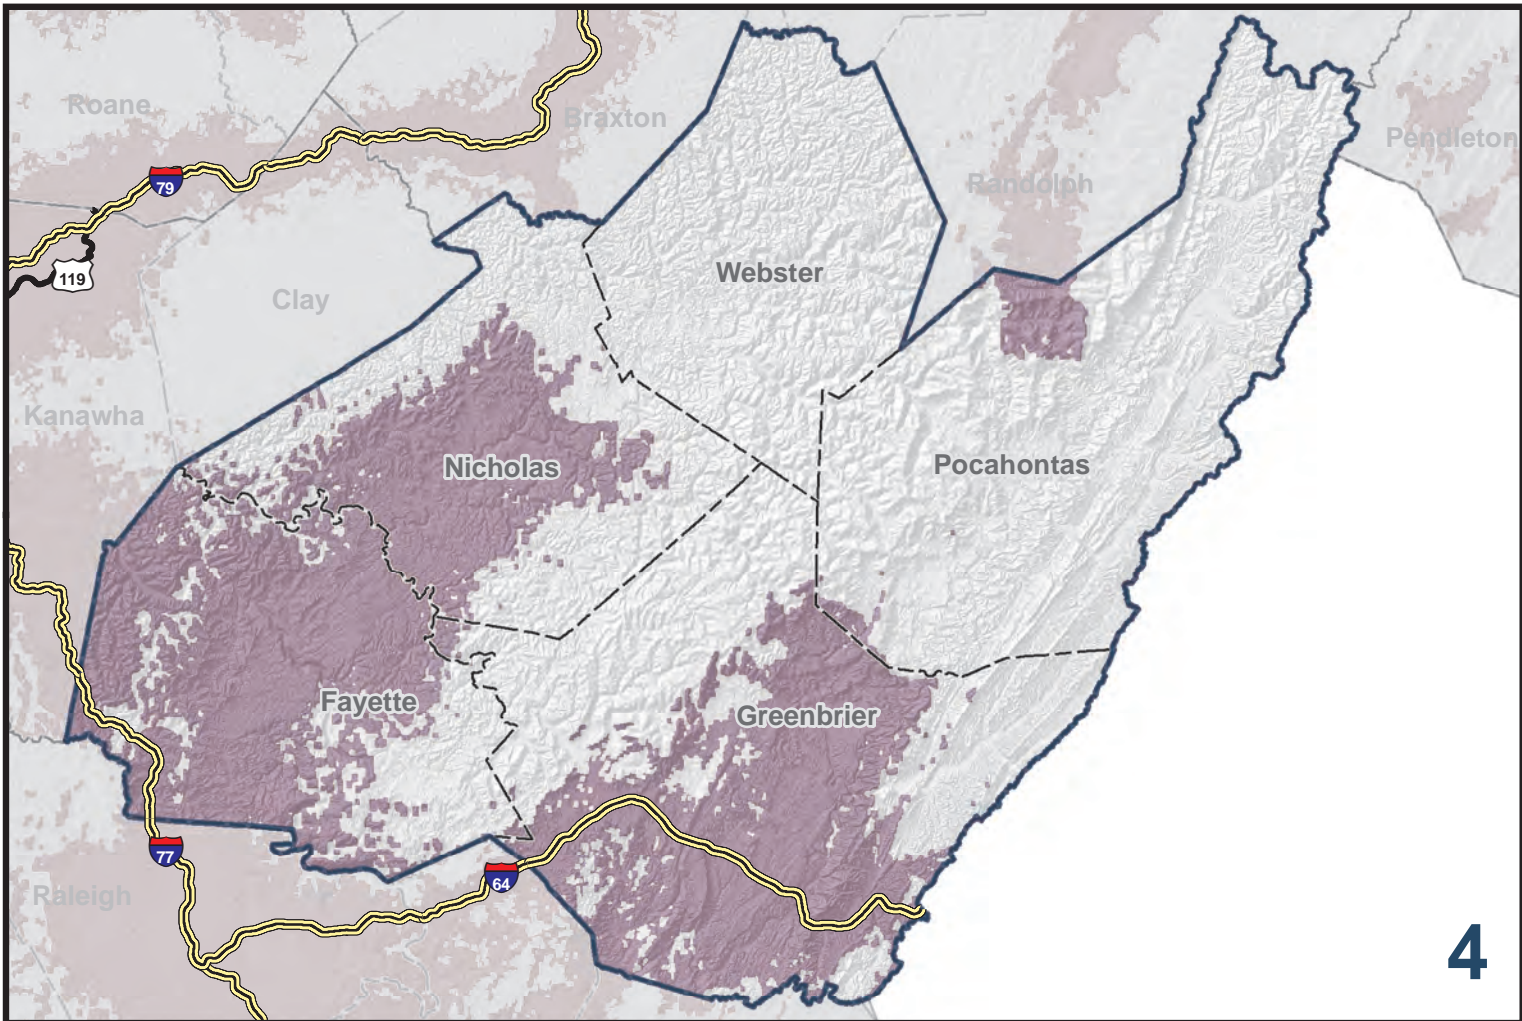 Roane
Braxton
Pendleton
79
Randolph
119
Webster
Clay
Kanawha
Nicholas
Pocahontas
Fayette
Greenbrier
77
64
Raleigh
4